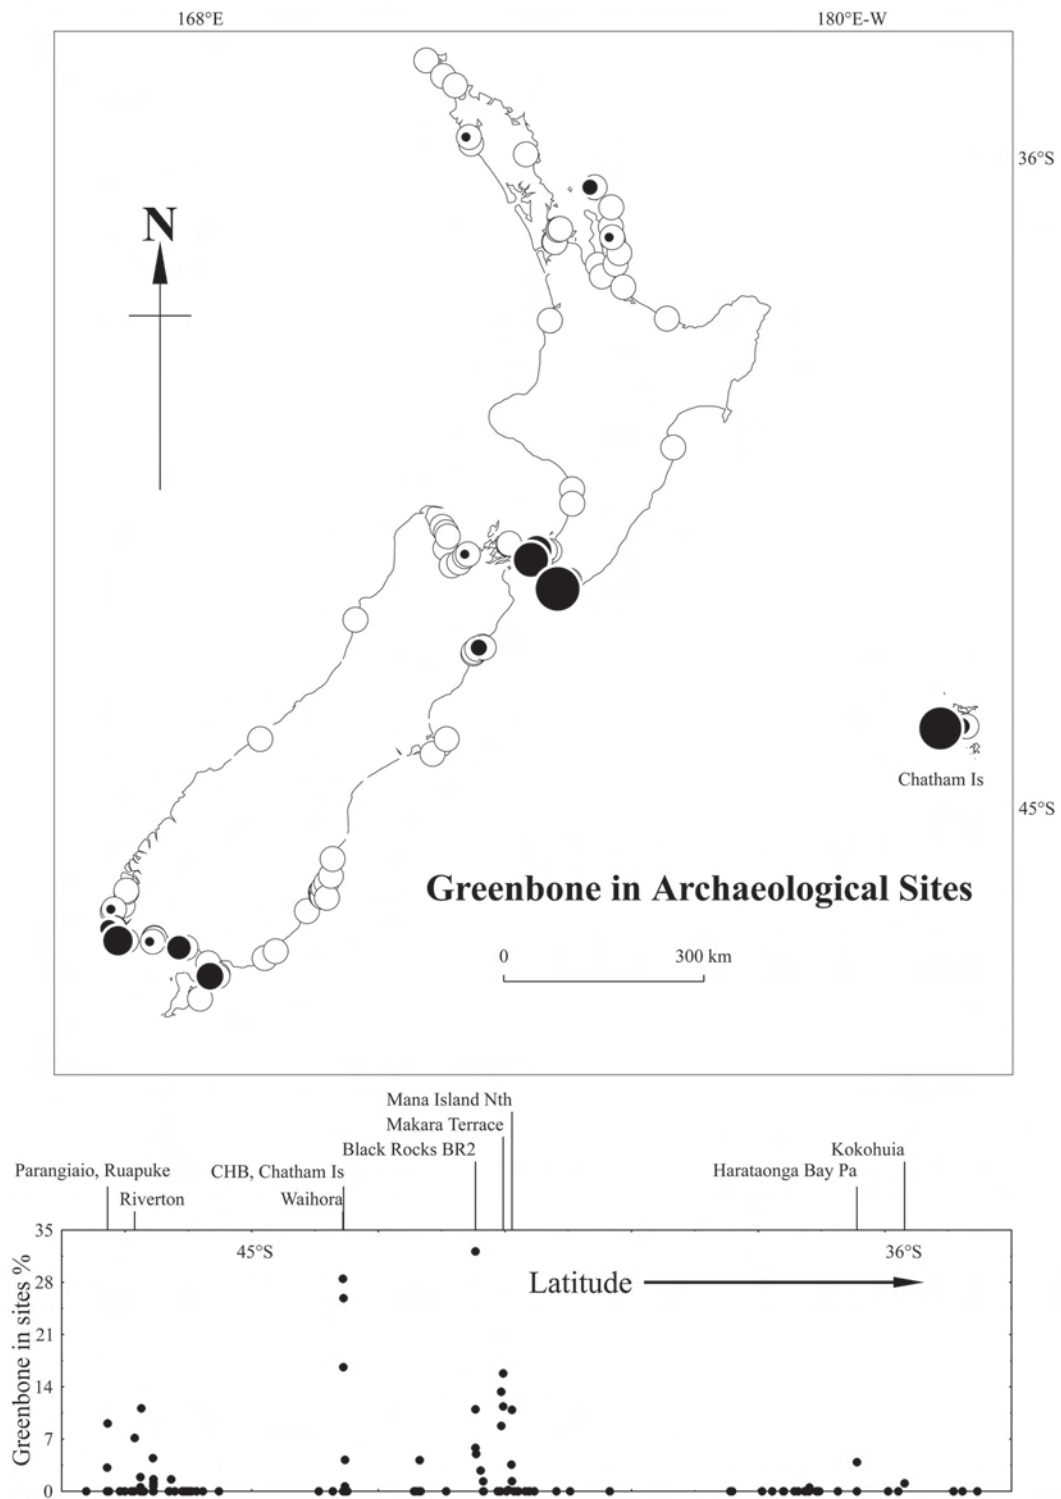 168°E 180°E-W
36°S
N
Chatham Is
45°S
Greenbone in Archaeological Sites
0 300 km
Mana Island Nth
Makara Terrace
Black Rocks BR2 Kokohuia
Parangiaio, Ruapuke CHB, Chatham Is Harataonga Bay Pa
Riverton Waihora
35
45°S 36°S
28
Latitude
21
14
7
0
Greenbone in sites %